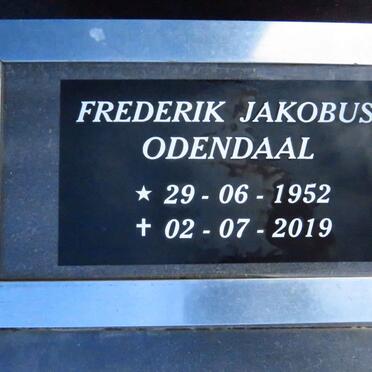 FREDERIK JAKOBUS
ODENDAAL
★ 29 - 06 - 1952
✝ 02 - 07 - 2019